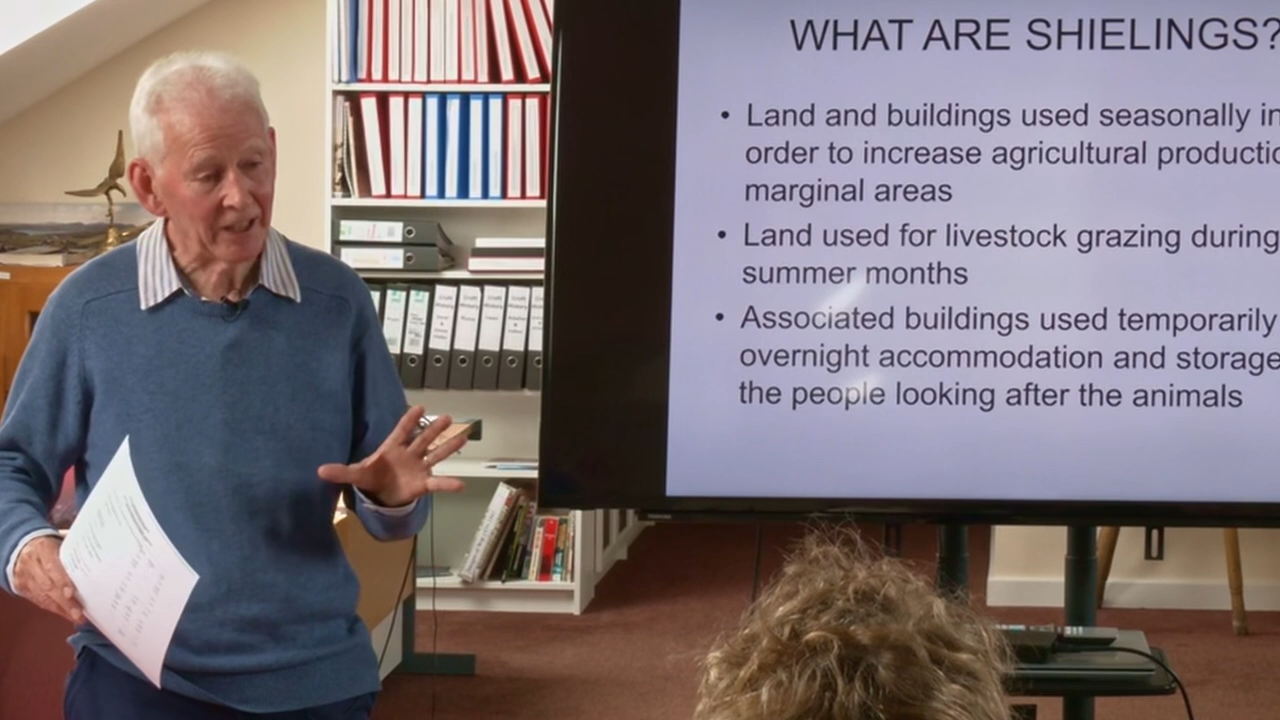 WHAT ARE SHIELINGS?
• Land and buildings used seasonally in
order to increase agricultural productio
marginal areas
• Land used for livestock grazing during
summer months
• Associated buildings used temporarily
overnight accommodation and storage
the people looking after the animals